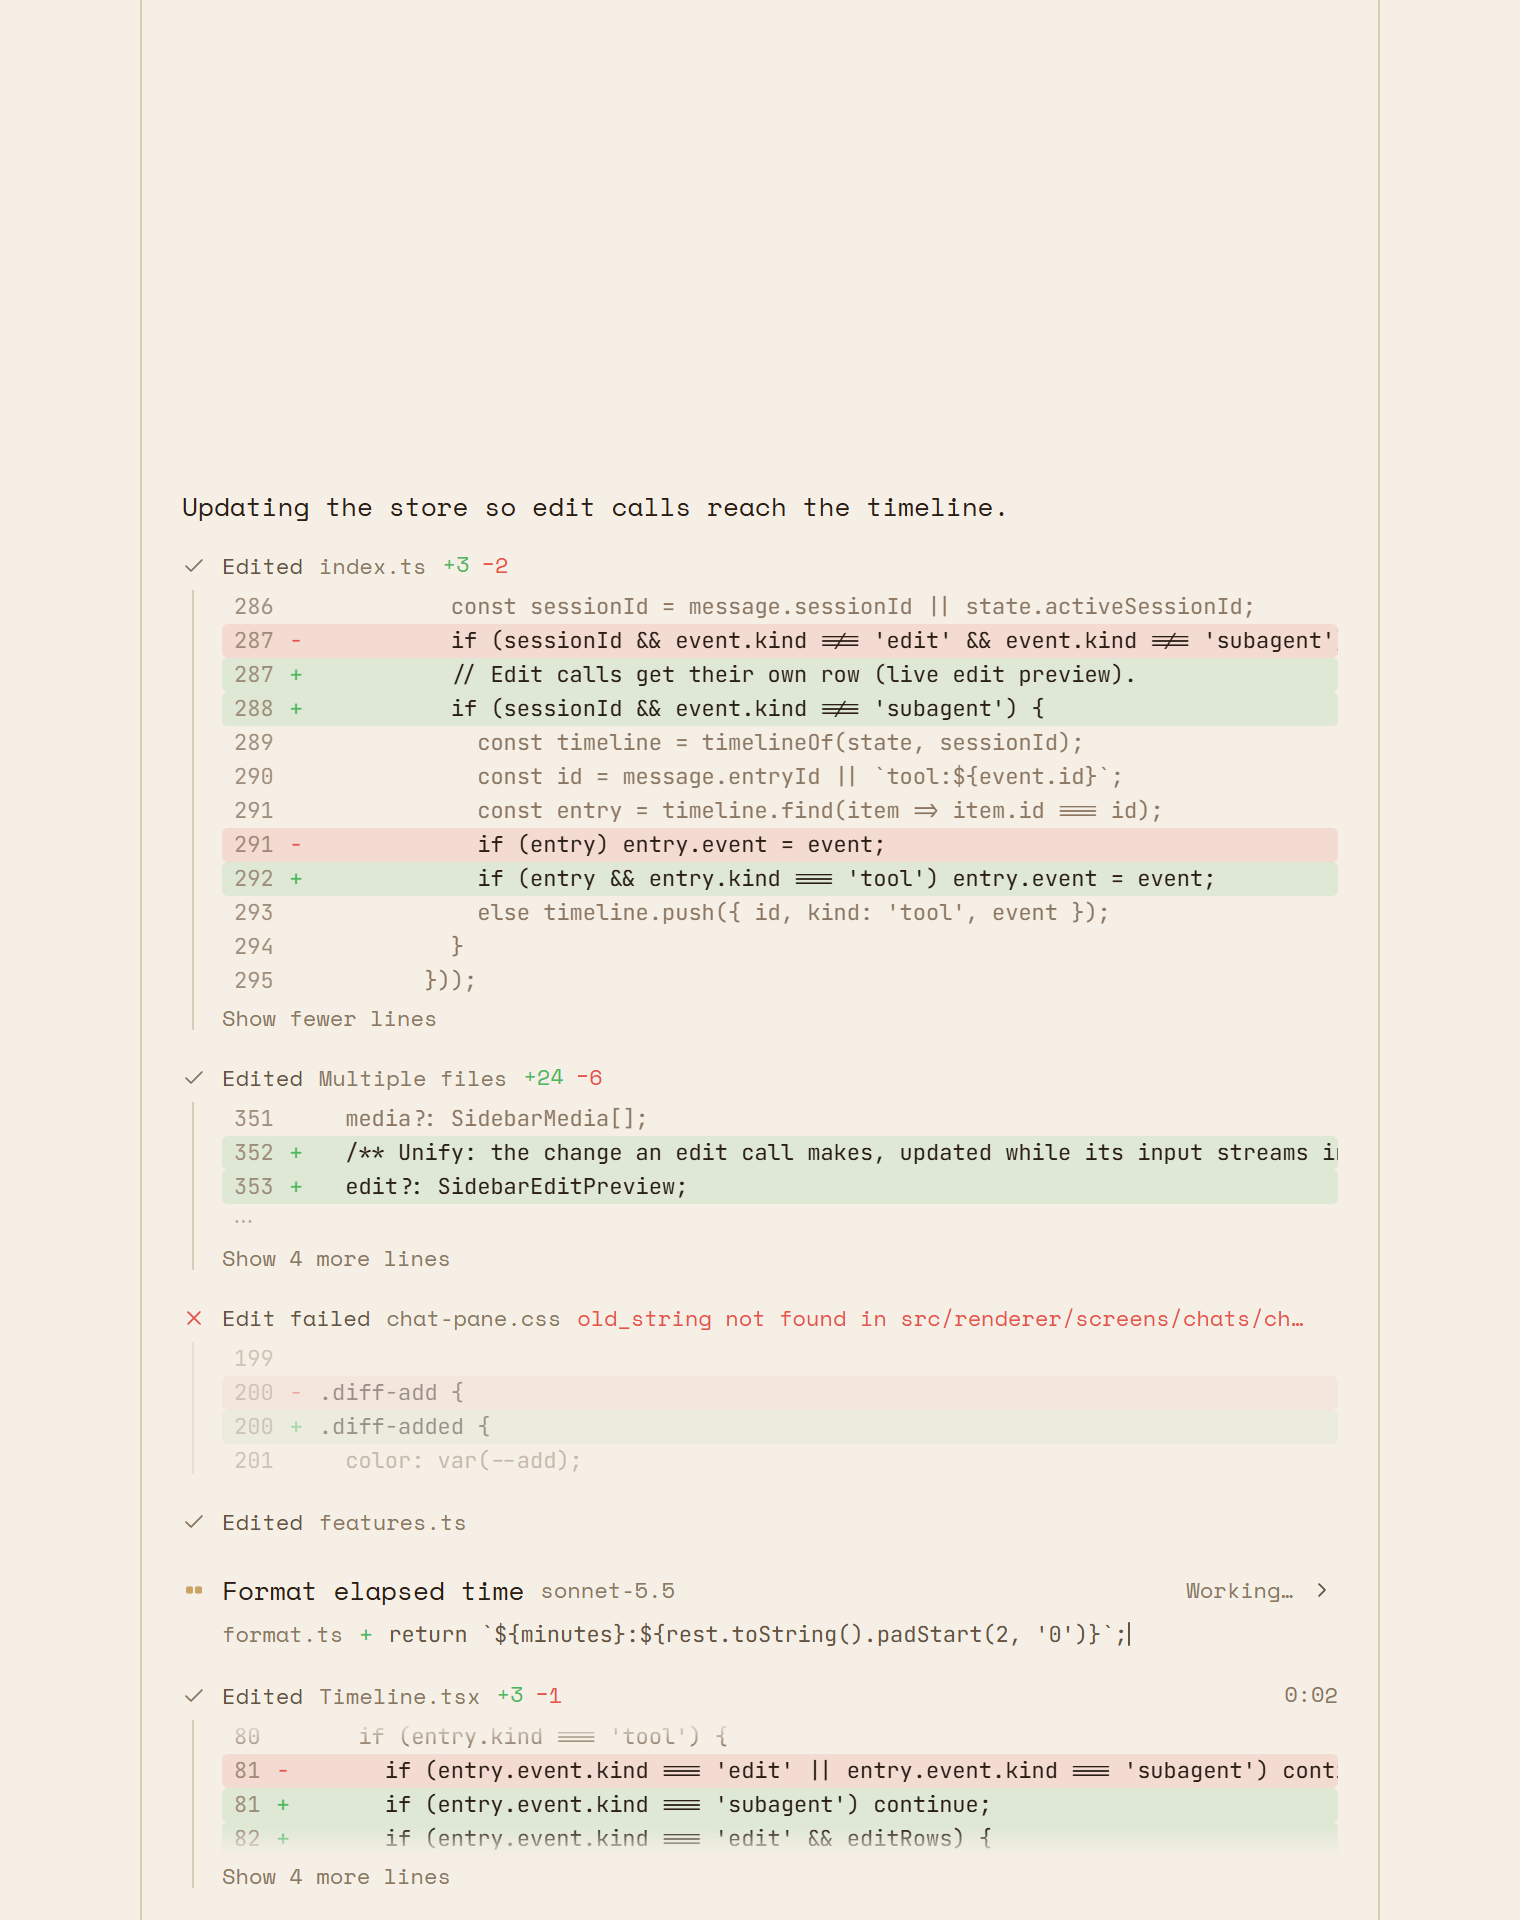 Updating the store so edit calls reach the timeline.
Edited index.ts +3 -2
286 const sessionId = message.sessionId || state.activeSessionId;
287 - if (sessionId && event.kind !== 'edit' && event.kind !== 'subagent'
287 + // Edit calls get their own row (live edit preview).
288 + if (sessionId && event.kind !== 'subagent') {
289 const timeline = timelineOf(state, sessionId);
290 const id = message.entryId || `tool:${event.id}`;
291 const entry = timeline.find(item => item.id === id);
291 - if (entry) entry.event = event;
292 + if (entry && entry.kind === 'tool') entry.event = event;
293 else timeline.push({ id, kind: 'tool', event });
294 }
295 }));
Show fewer lines
Edited Multiple files +24 -6
351 media?: SidebarMedia[];
352 + /** Unify: the change an edit call makes, updated while its input streams i
353 + edit?: SidebarEditPreview;
...
Show 4 more lines
Edit failed chat-pane.css old_string not found in src/renderer/screens/chats/ch…
199
200 - .diff-add {
200 + .diff-added {
201 color: var(--add);
Edited features.ts
Format elapsed time sonnet-5.5 Working…
format.ts + return `${minutes}:${rest.toString().padStart(2, '0')}`;
Edited Timeline.tsx +3 -1 0:02
80 if (entry.kind === 'tool') {
81 - if (entry.event.kind === 'edit' || entry.event.kind === 'subagent') cont
81 + if (entry.event.kind === 'subagent') continue;
82 + if (entry.event.kind === 'edit' && editRows) {
Show 4 more lines